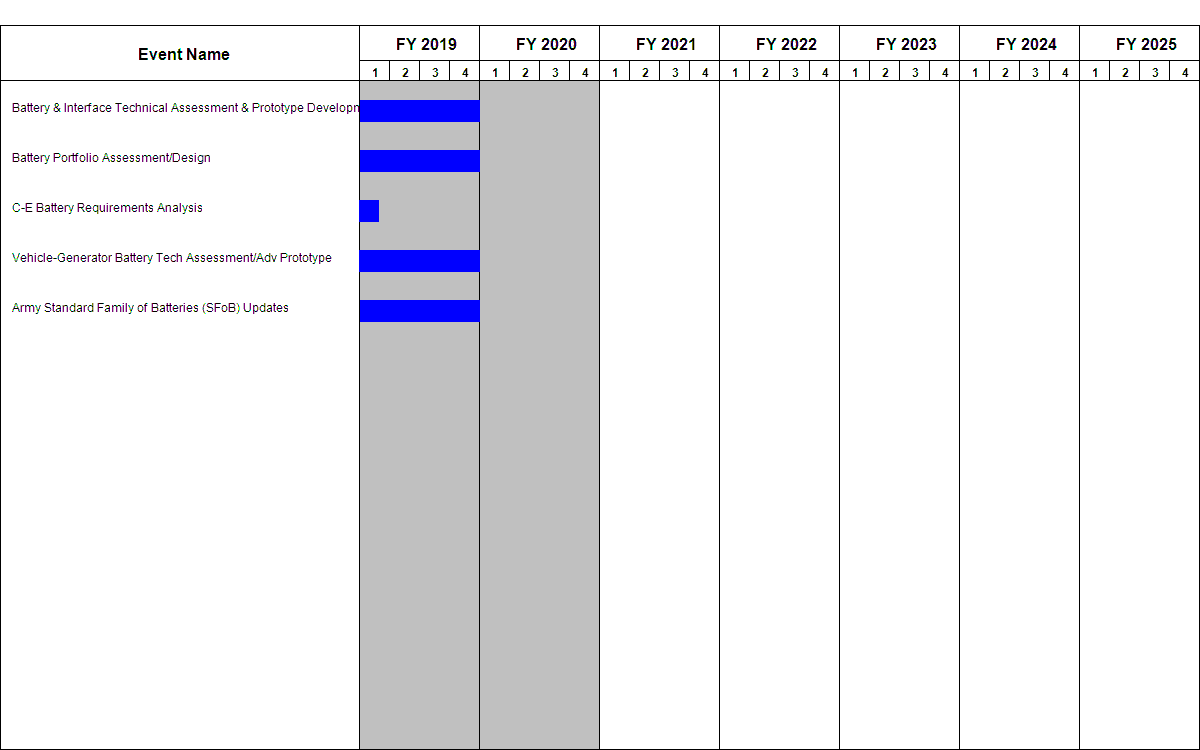 Event Name
FY 2019 FY 2020 FY 2021 FY 2022 FY 2023 FY 2024 FY 2025
1 2 3 4 1 2 3 4 1 2 3 4 1 2 3 4 1 2 3 4 1 2 3 4 1 2 3 4
Battery & Interface Technical Assessment & Prototype Developn
Battery Portfolio Assessment/Design
C-E Battery Requirements Analysis
Vehicle-Generator Battery Tech Assessment/Adv Prototype
Army Standard Family of Batteries (SFoB) Updates